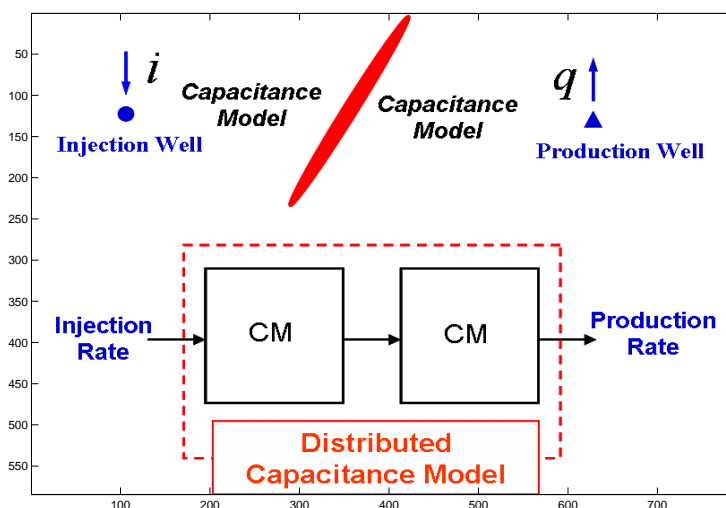 50
100
150
200
250
300
350
400
450
500
550
i
Capacitance
Model
Capacitance
Model
q
Injection Well
Production Well
Injection
Rate
CM
CM
Production
Rate
Distributed
Capacitance Model
100
200
300
400
500
600
700